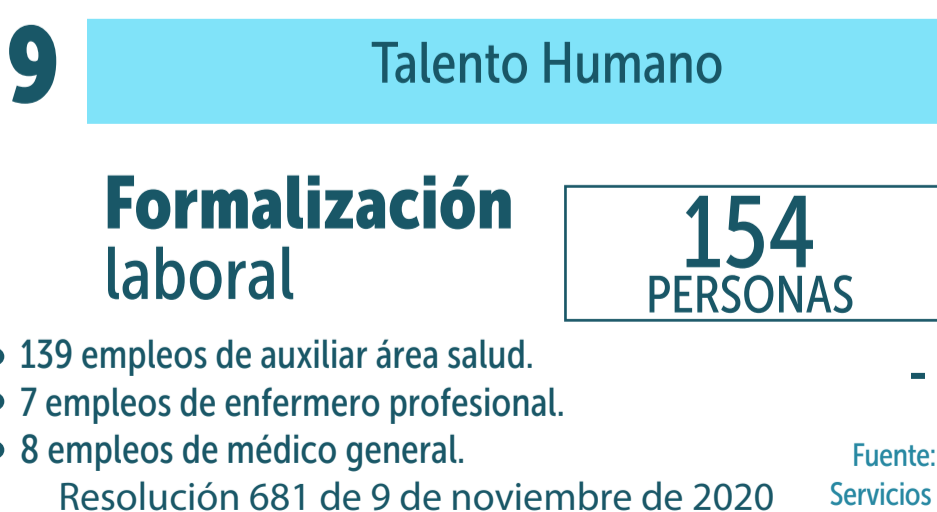 9
Talento Humano
Formalización
laboral
154
PERSONAS
• 139 empleos de auxiliar área salud.
• 7 empleos de enfermero profesional.
• 8 empleos de médico general.
Resolución 681 de 9 de noviembre de 2020
-
Fuente:
Servicios